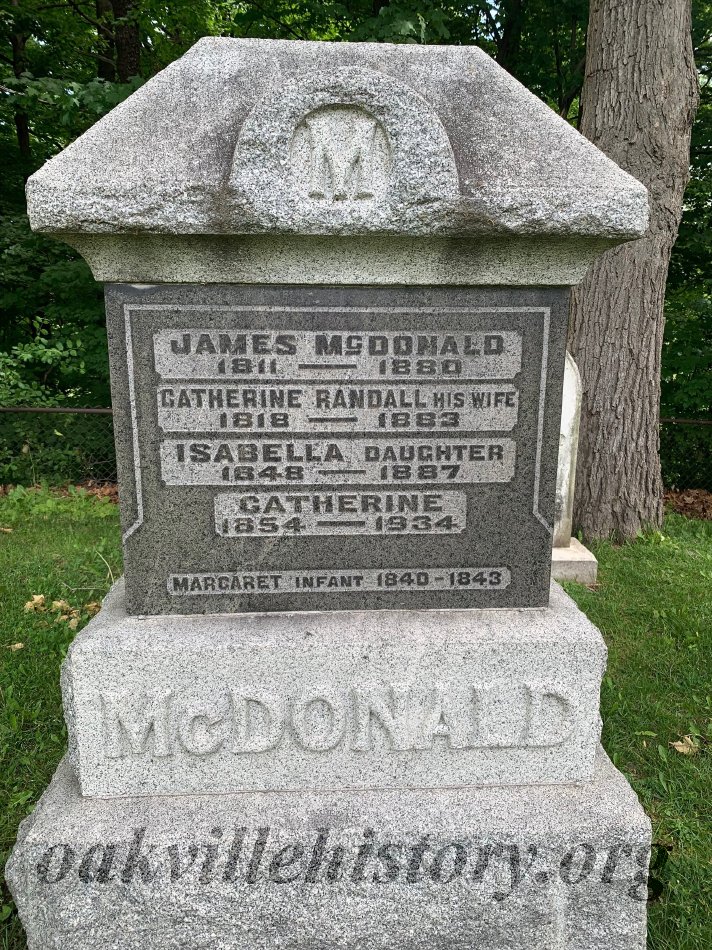 M
JAMES McDONALD
1811 — 1880
CATHERINE RANDALL HIS WIFE
1818 — 1883
ISABELLA DAUGHTER
1848 — 1887
CATHERINE
1854 — 1934
MARGARET INFANT 1840 - 1843
McDONALD
oakvillehistory.org